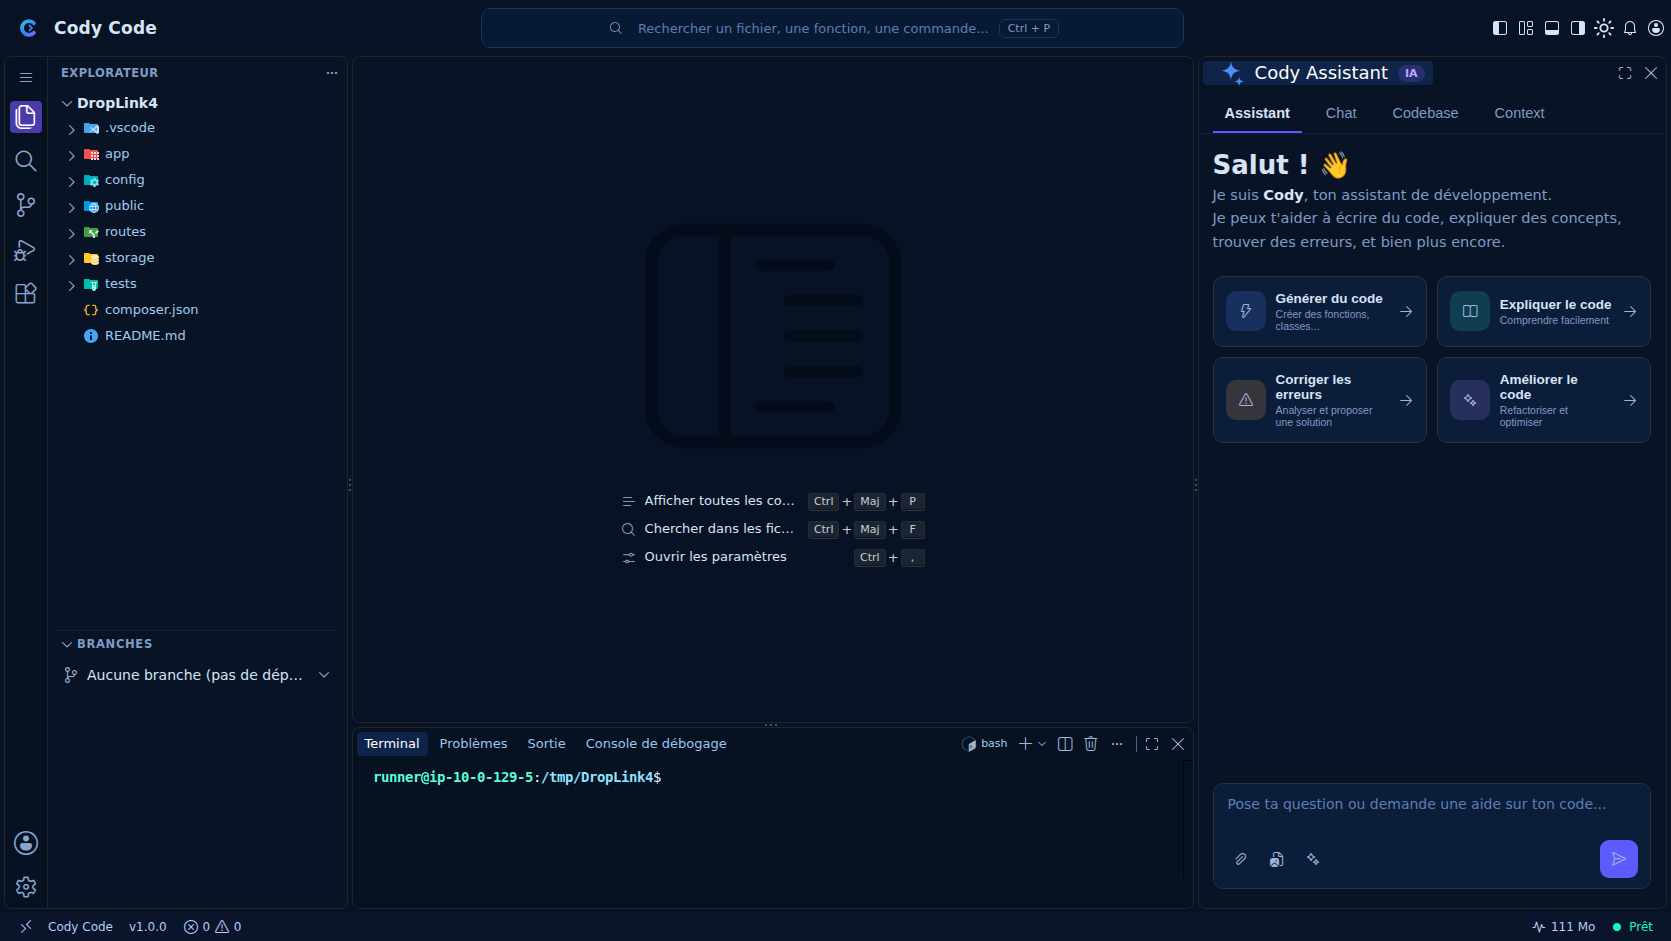 Cody Code
Rechercher un fichier, une fonction, une commande... Ctrl + P
EXPLORATEUR
DropLink4
.vscode
app
config
public
routes
storage
tests
composer.json
README.md
BRANCHES
Aucune branche (pas de dép...
Afficher toutes les co... Ctrl + Maj + P
Chercher dans les fic... Ctrl + Maj + F
Ouvrir les paramètres Ctrl + ,
Terminal Problèmes Sortie Console de débogage bash
runner@ip-10-0-129-5:/tmp/DropLink4$
Cody Assistant IA
Assistant Chat Codebase Context
Salut ! 👋
Je suis Cody, ton assistant de développement.
Je peux t'aider à écrire du code, expliquer des concepts,
trouver des erreurs, et bien plus encore.
Générer du code
Créer des fonctions,
classes...
Expliquer le code
Comprendre facilement
Corriger les
erreurs
Analyser et proposer
une solution
Améliorer le
code
Refactoriser et
optimiser
Pose ta question ou demande une aide sur ton code...
Cody Code v1.0.0 0 0 111 Mo Prêt